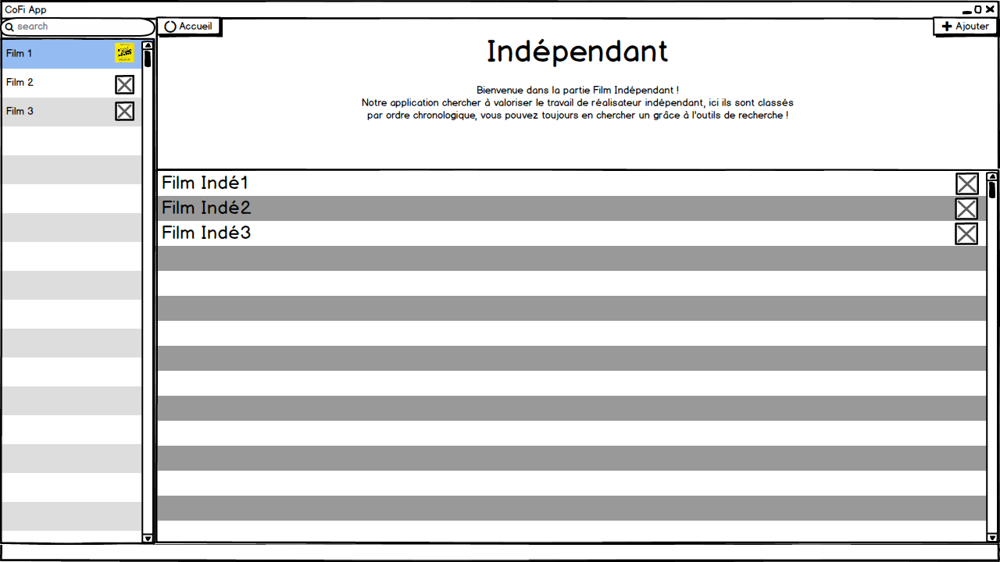 CoFi App
search
Accueil
Ajouter
Film 1
Film 2
Film 3
Indépendant
Bienvenue dans la partie Film Indépendant !
Notre application chercher à valoriser le travail de réalisateur indépendant, ici ils sont classés
par ordre chronologique, vous pouvez toujours en chercher un grâce à l'outils de recherche !
Film Indé1
Film Indé2
Film Indé3